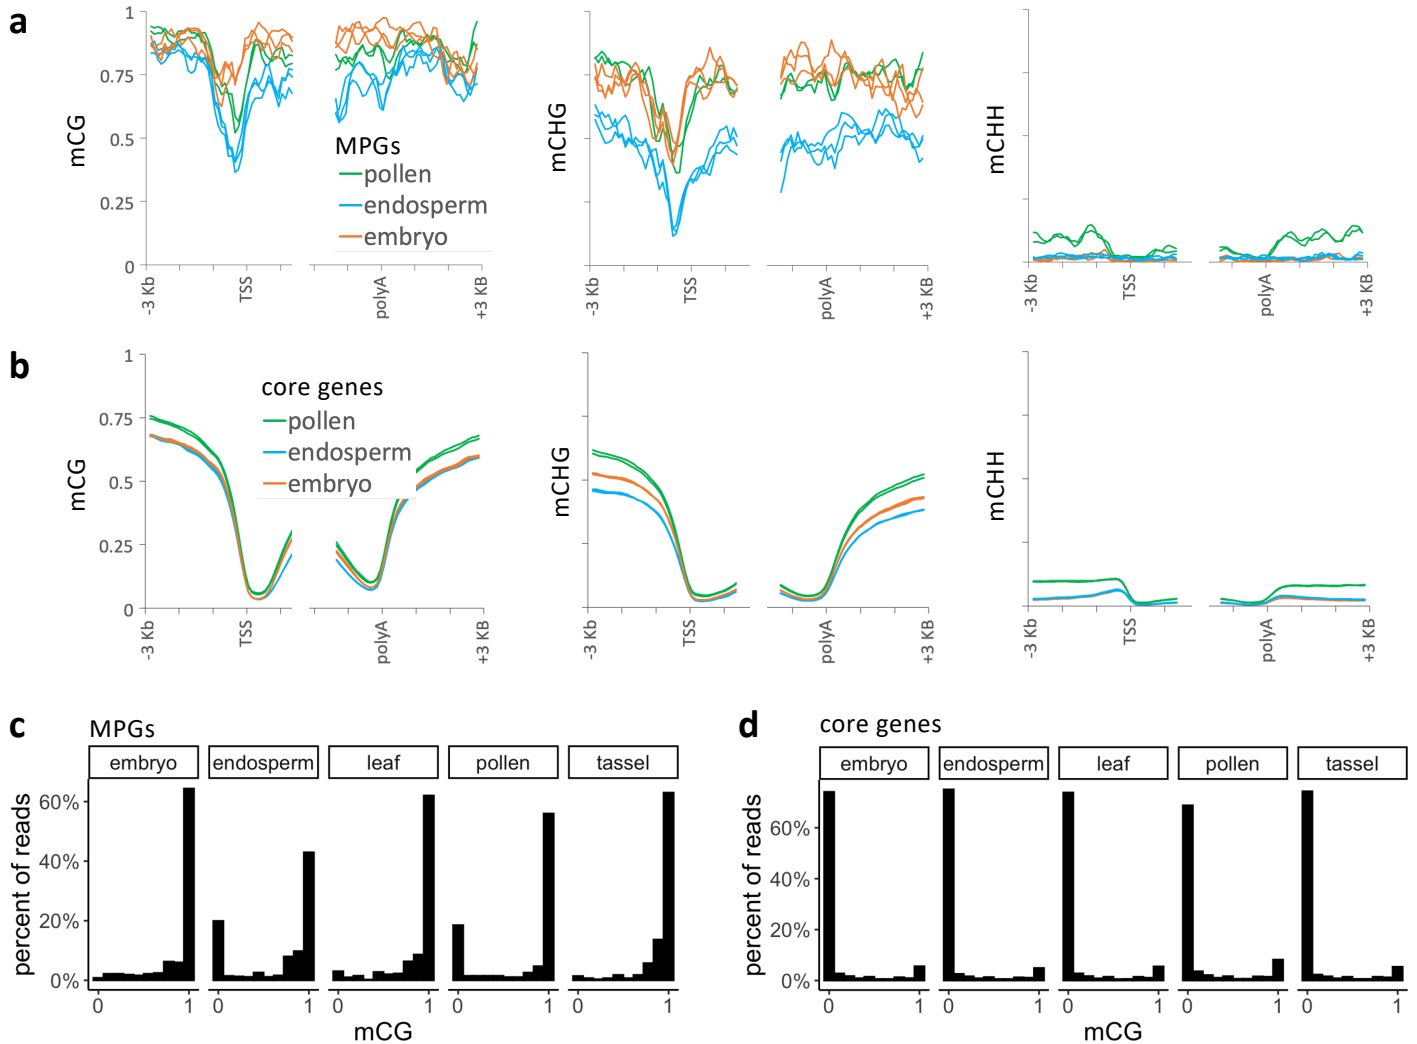 a
1
0.75
0.5
0.25
0
mCG
MPGs
pollen
endosperm
embryo
-3 Kb
TSS
polyA
+3 KB
mCHG
-3 Kb
TSS
polyA
+3 KB
mCHH
-3 Kb
TSS
polyA
+3 KB
b
1
0.75
0.5
0.25
0
mCG
core genes
pollen
endosperm
embryo
-3 Kb
TSS
polyA
+3 KB
mCHG
-3 Kb
TSS
polyA
+3 KB
mCHH
-3 Kb
TSS
polyA
+3 KB
c
MPGs
embryo endosperm leaf pollen tassel
percent of reads
60%
40%
20%
0%
0 1 0 1 0 1 0 1 0 1
mCG
d
core genes
embryo endosperm leaf pollen tassel
percent of reads
60%
40%
20%
0%
0 1 0 1 0 1 0 1 0 1
mCG